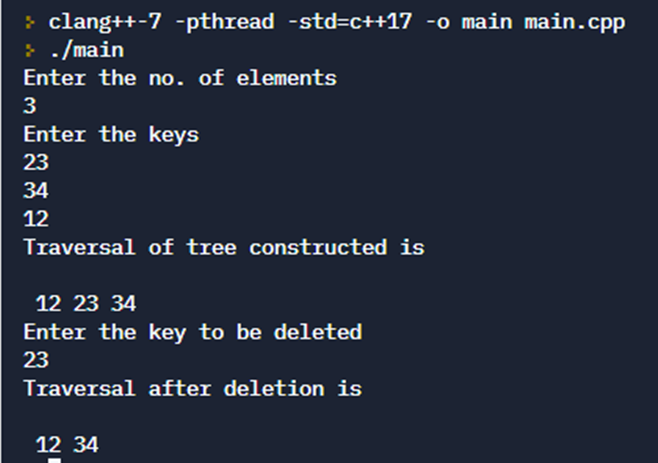 clang++-7 -pthread -std=c++17 -o main main.cpp
./main
Enter the no. of elements
3
Enter the keys
23
34
12
Traversal of tree constructed is
12 23 34
Enter the key to be deleted
23
Traversal after deletion is
12 34